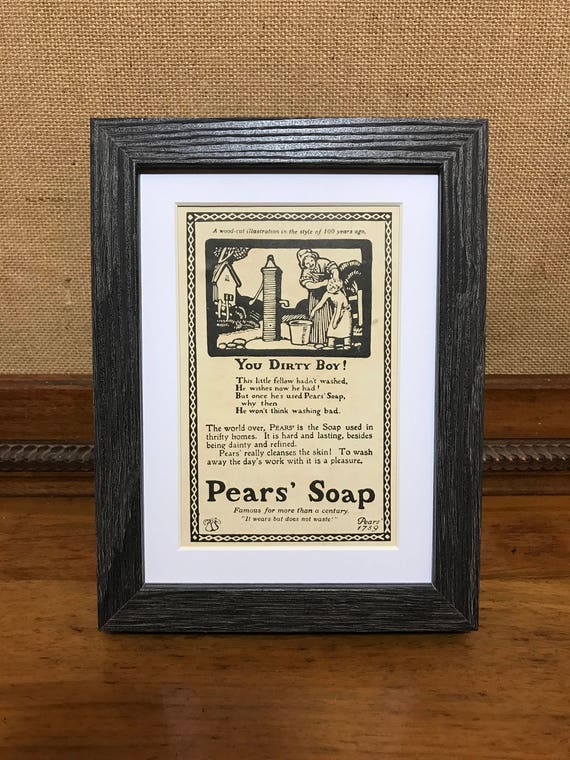 A wood-cut illustration in the style of 100 years ago,
YOU DIRTY BOY!
This little fellow hadn't washed,
He wishes now he had!
But once he's used Pears' Soap,
why then
He won't think washing bad.
The world over, PEARS' is the Soap used in
thrifty homes. It is hard and lasting, besides
being dainty and refined.
Pears' really cleanses the skin! To wash
away the day's work with it is a pleasure.
Pears' Soap
Famous for more than a century.
"It wears but does not waste!"
Pears'
1789